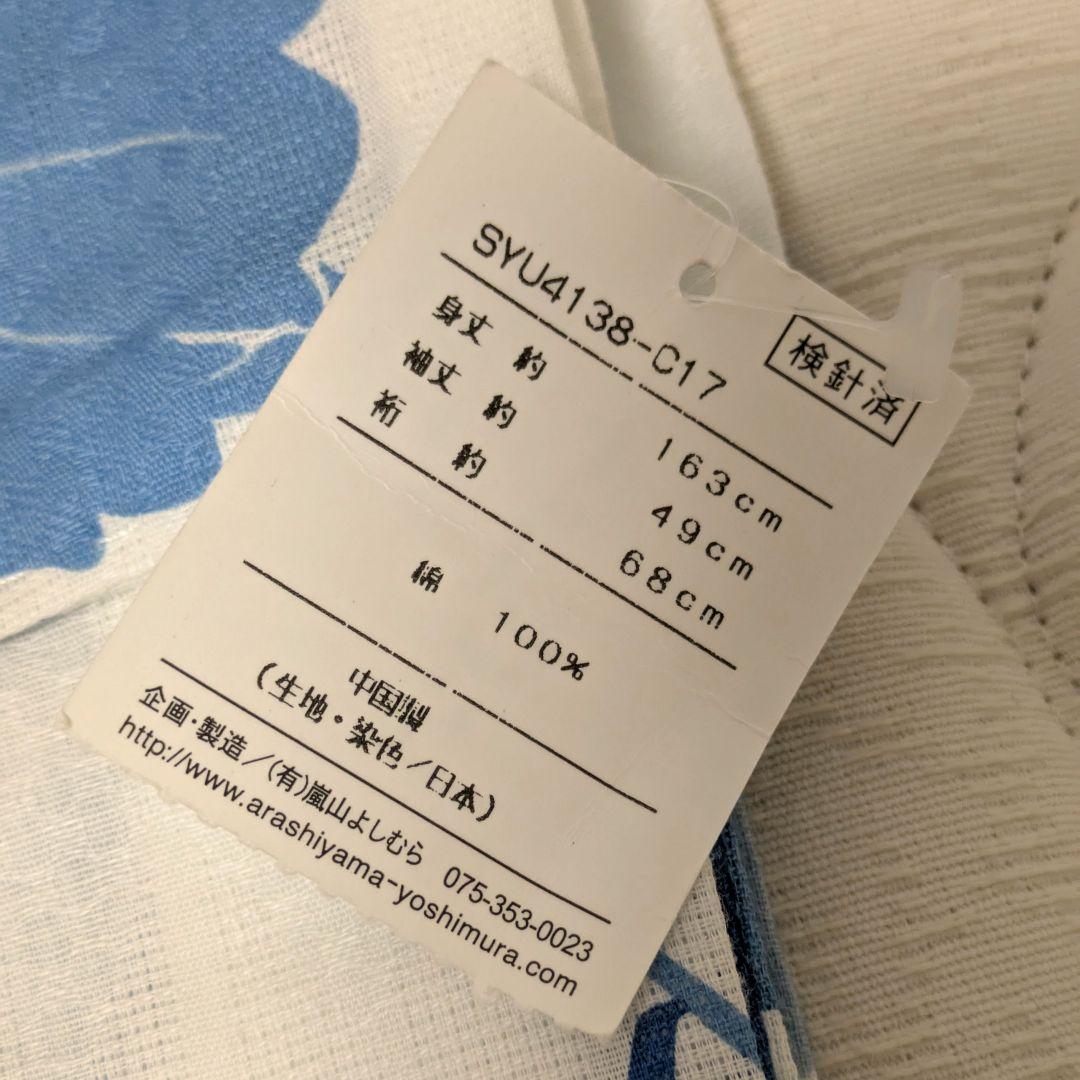 SYU4138-C17
検針済
身丈 約 163cm
袖丈 約 49cm
裄 約 68cm
綿 100%
中国製
(生地・染色/日本)
企画・製造/(有)嵐山よしむら 075-353-0023
http://www.arashiyama-yoshimura.com